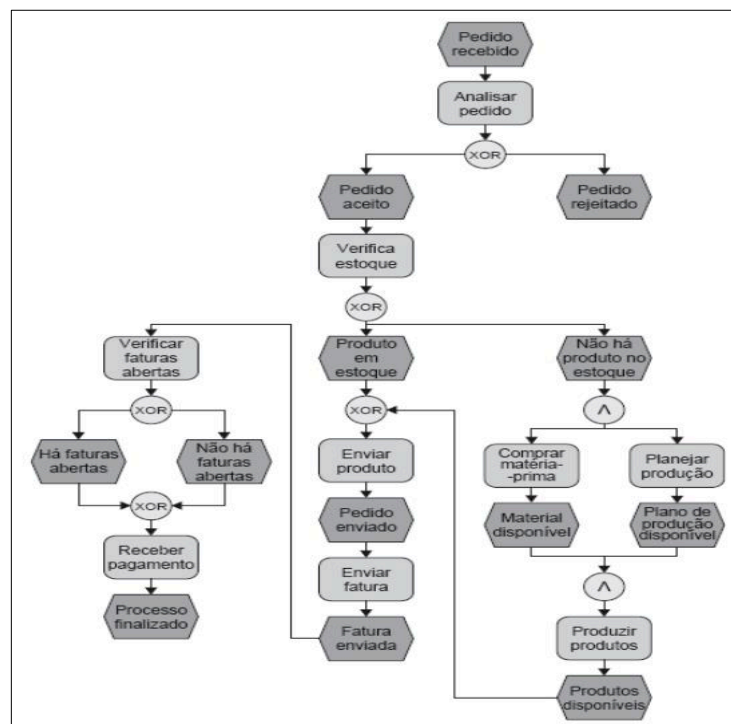 Pedido
recebido
Analisar
pedido
XOR
Pedido
aceito
Pedido
rejeitado
Verifica
estoque
XOR
Verificar
faturas
abertas
Produto
em
estoque
Não há
produto no
estoque
XOR
XOR
Λ
Há faturas
abertas
Não há
faturas
abertas
Enviar
produto
Comprar
matéria-
-prima
Planejar
produção
XOR
Pedido
enviado
Material
disponível
Plano de
produção
disponível
Receber
pagamento
Enviar
fatura
Λ
Processo
finalizado
Fatura
enviada
Produzir
produtos
Produtos
disponíveis